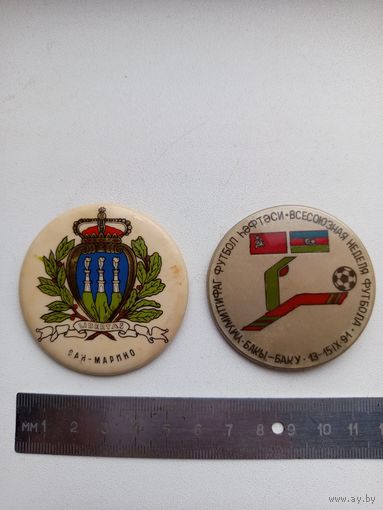 LIBERTAS
САН-МАРИНО
ҮМУМИТТИФАГ ФУТБОЛ ҺӘФТӘСИ • ВСЕСОЮЗНАЯ НЕДЕЛЯ ФУТБОЛА •
БАКЫ-БАКУ • 13-15/IX 91 •
ММ 1 2 3 4 5 6 7 8 9 10 11
www.ay.by